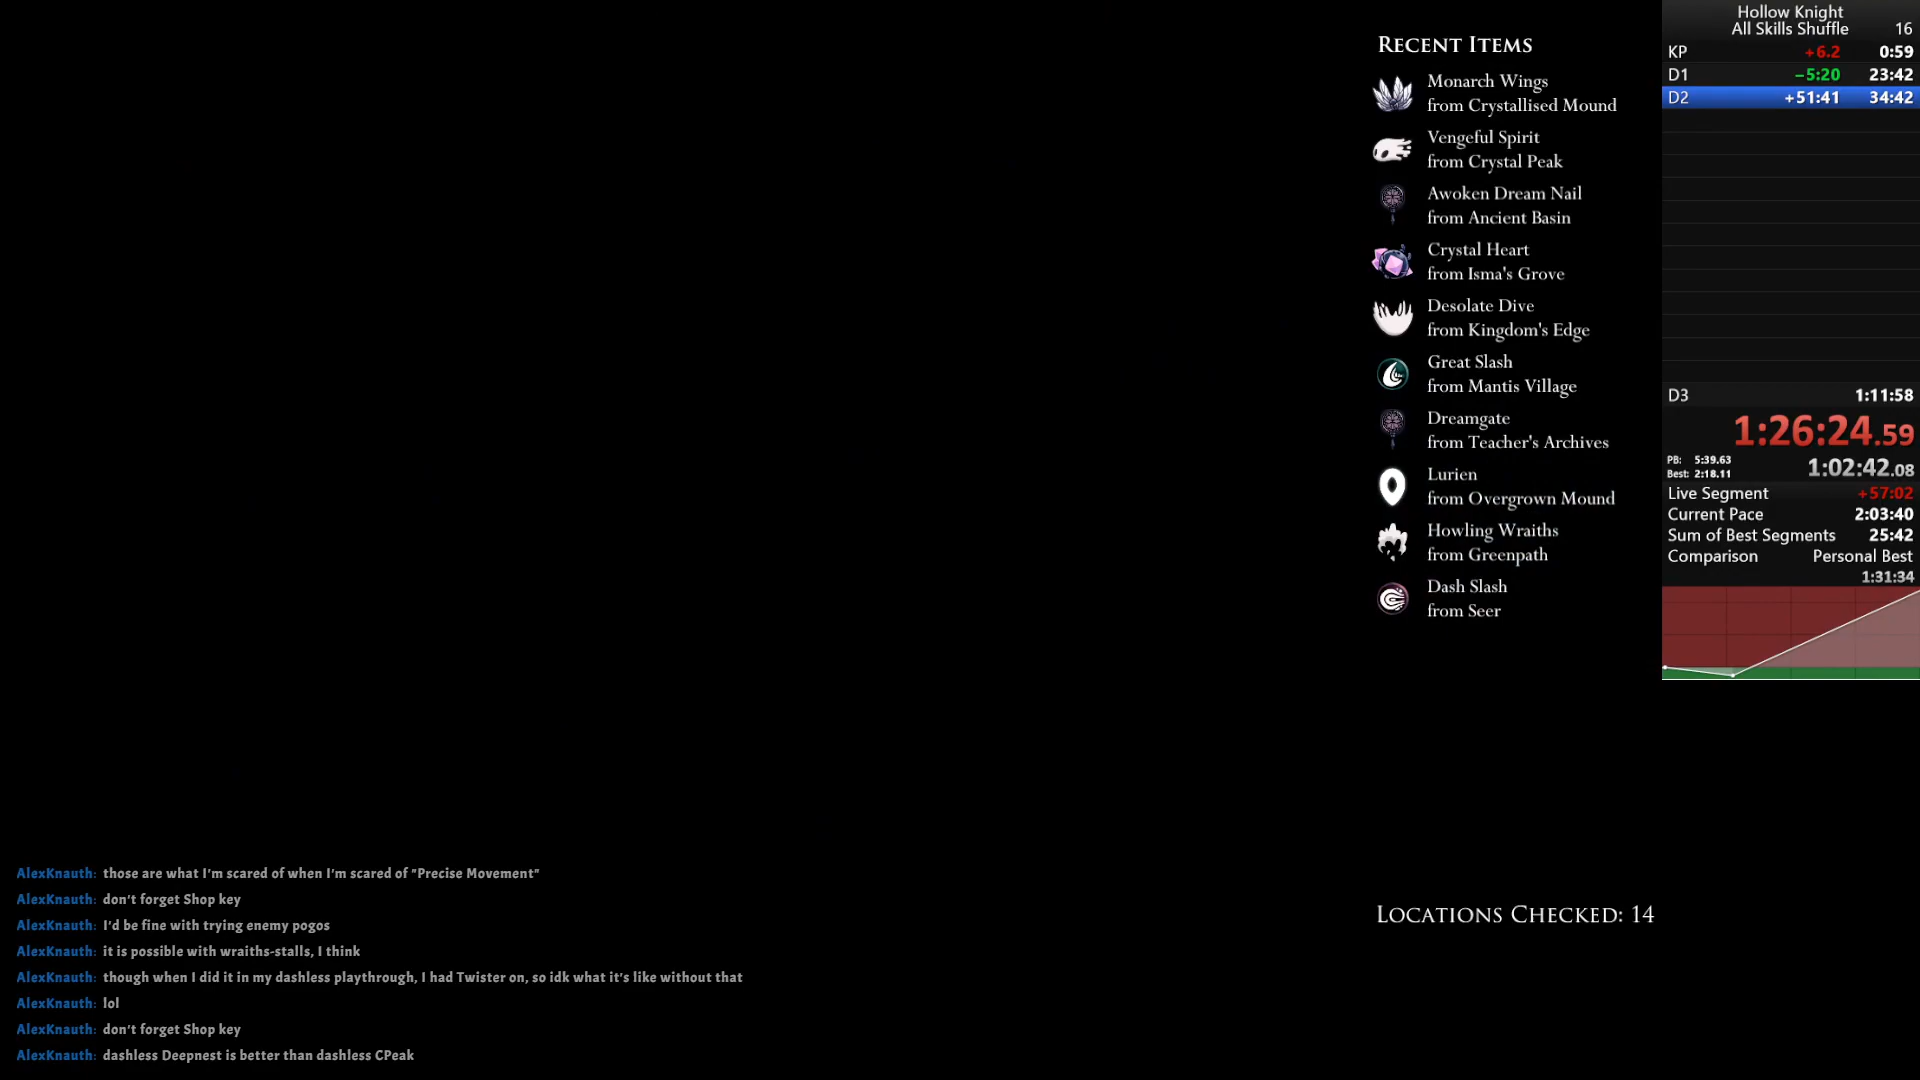 RECENT ITEMS
Monarch Wings
from Crystallised Mound
Vengeful Spirit
from Crystal Peak
Awoken Dream Nail
from Ancient Basin
Crystal Heart
from Isma's Grove
Desolate Dive
from Kingdom's Edge
Great Slash
from Mantis Village
Dreamgate
from Teacher's Archives
Lurien
from Overgrown Mound
Howling Wraiths
from Greenpath
Dash Slash
from Seer
LOCATIONS CHECKED: 14
Hollow Knight
All Skills Shuffle 16
KP +6.2 0:59
D1 −5:20 23:42
D2 +51:41 34:42
D3 1:11:58
1:26:24.59
PB: 5:39.63
Best: 2:18.11
1:02:42.08
Live Segment +57:02
Current Pace 2:03:40
Sum of Best Segments 25:42
Comparison Personal Best
1:31:34
AlexKnauth: those are what I'm scared of when I'm scared of "Precise Movement"
AlexKnauth: don't forget Shop key
AlexKnauth: I'd be fine with trying enemy pogos
AlexKnauth: it is possible with wraiths-stalls, I think
AlexKnauth: though when I did it in my dashless playthrough, I had Twister on, so idk what it's like without that
AlexKnauth: lol
AlexKnauth: don't forget Shop key
AlexKnauth: dashless Deepnest is better than dashless CPeak